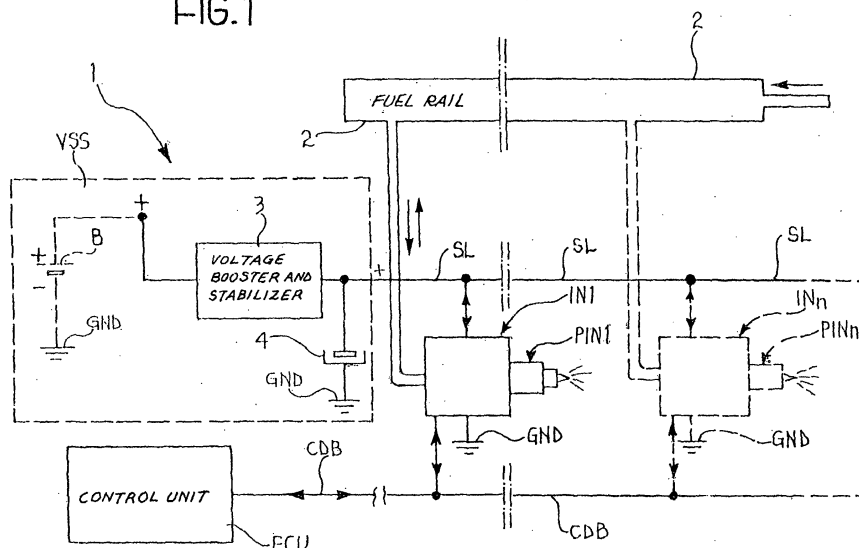 FIG.1
1
2
FUEL RAIL
2
VSS
+
+
B
-
3
VOLTAGE
BOOSTER AND
STABILIZER
+
SL
SL
SL
GND
4
GND
IN1
PIN1
INn
PINn
GND
GND
CDB
CONTROL UNIT
CDB
ECU